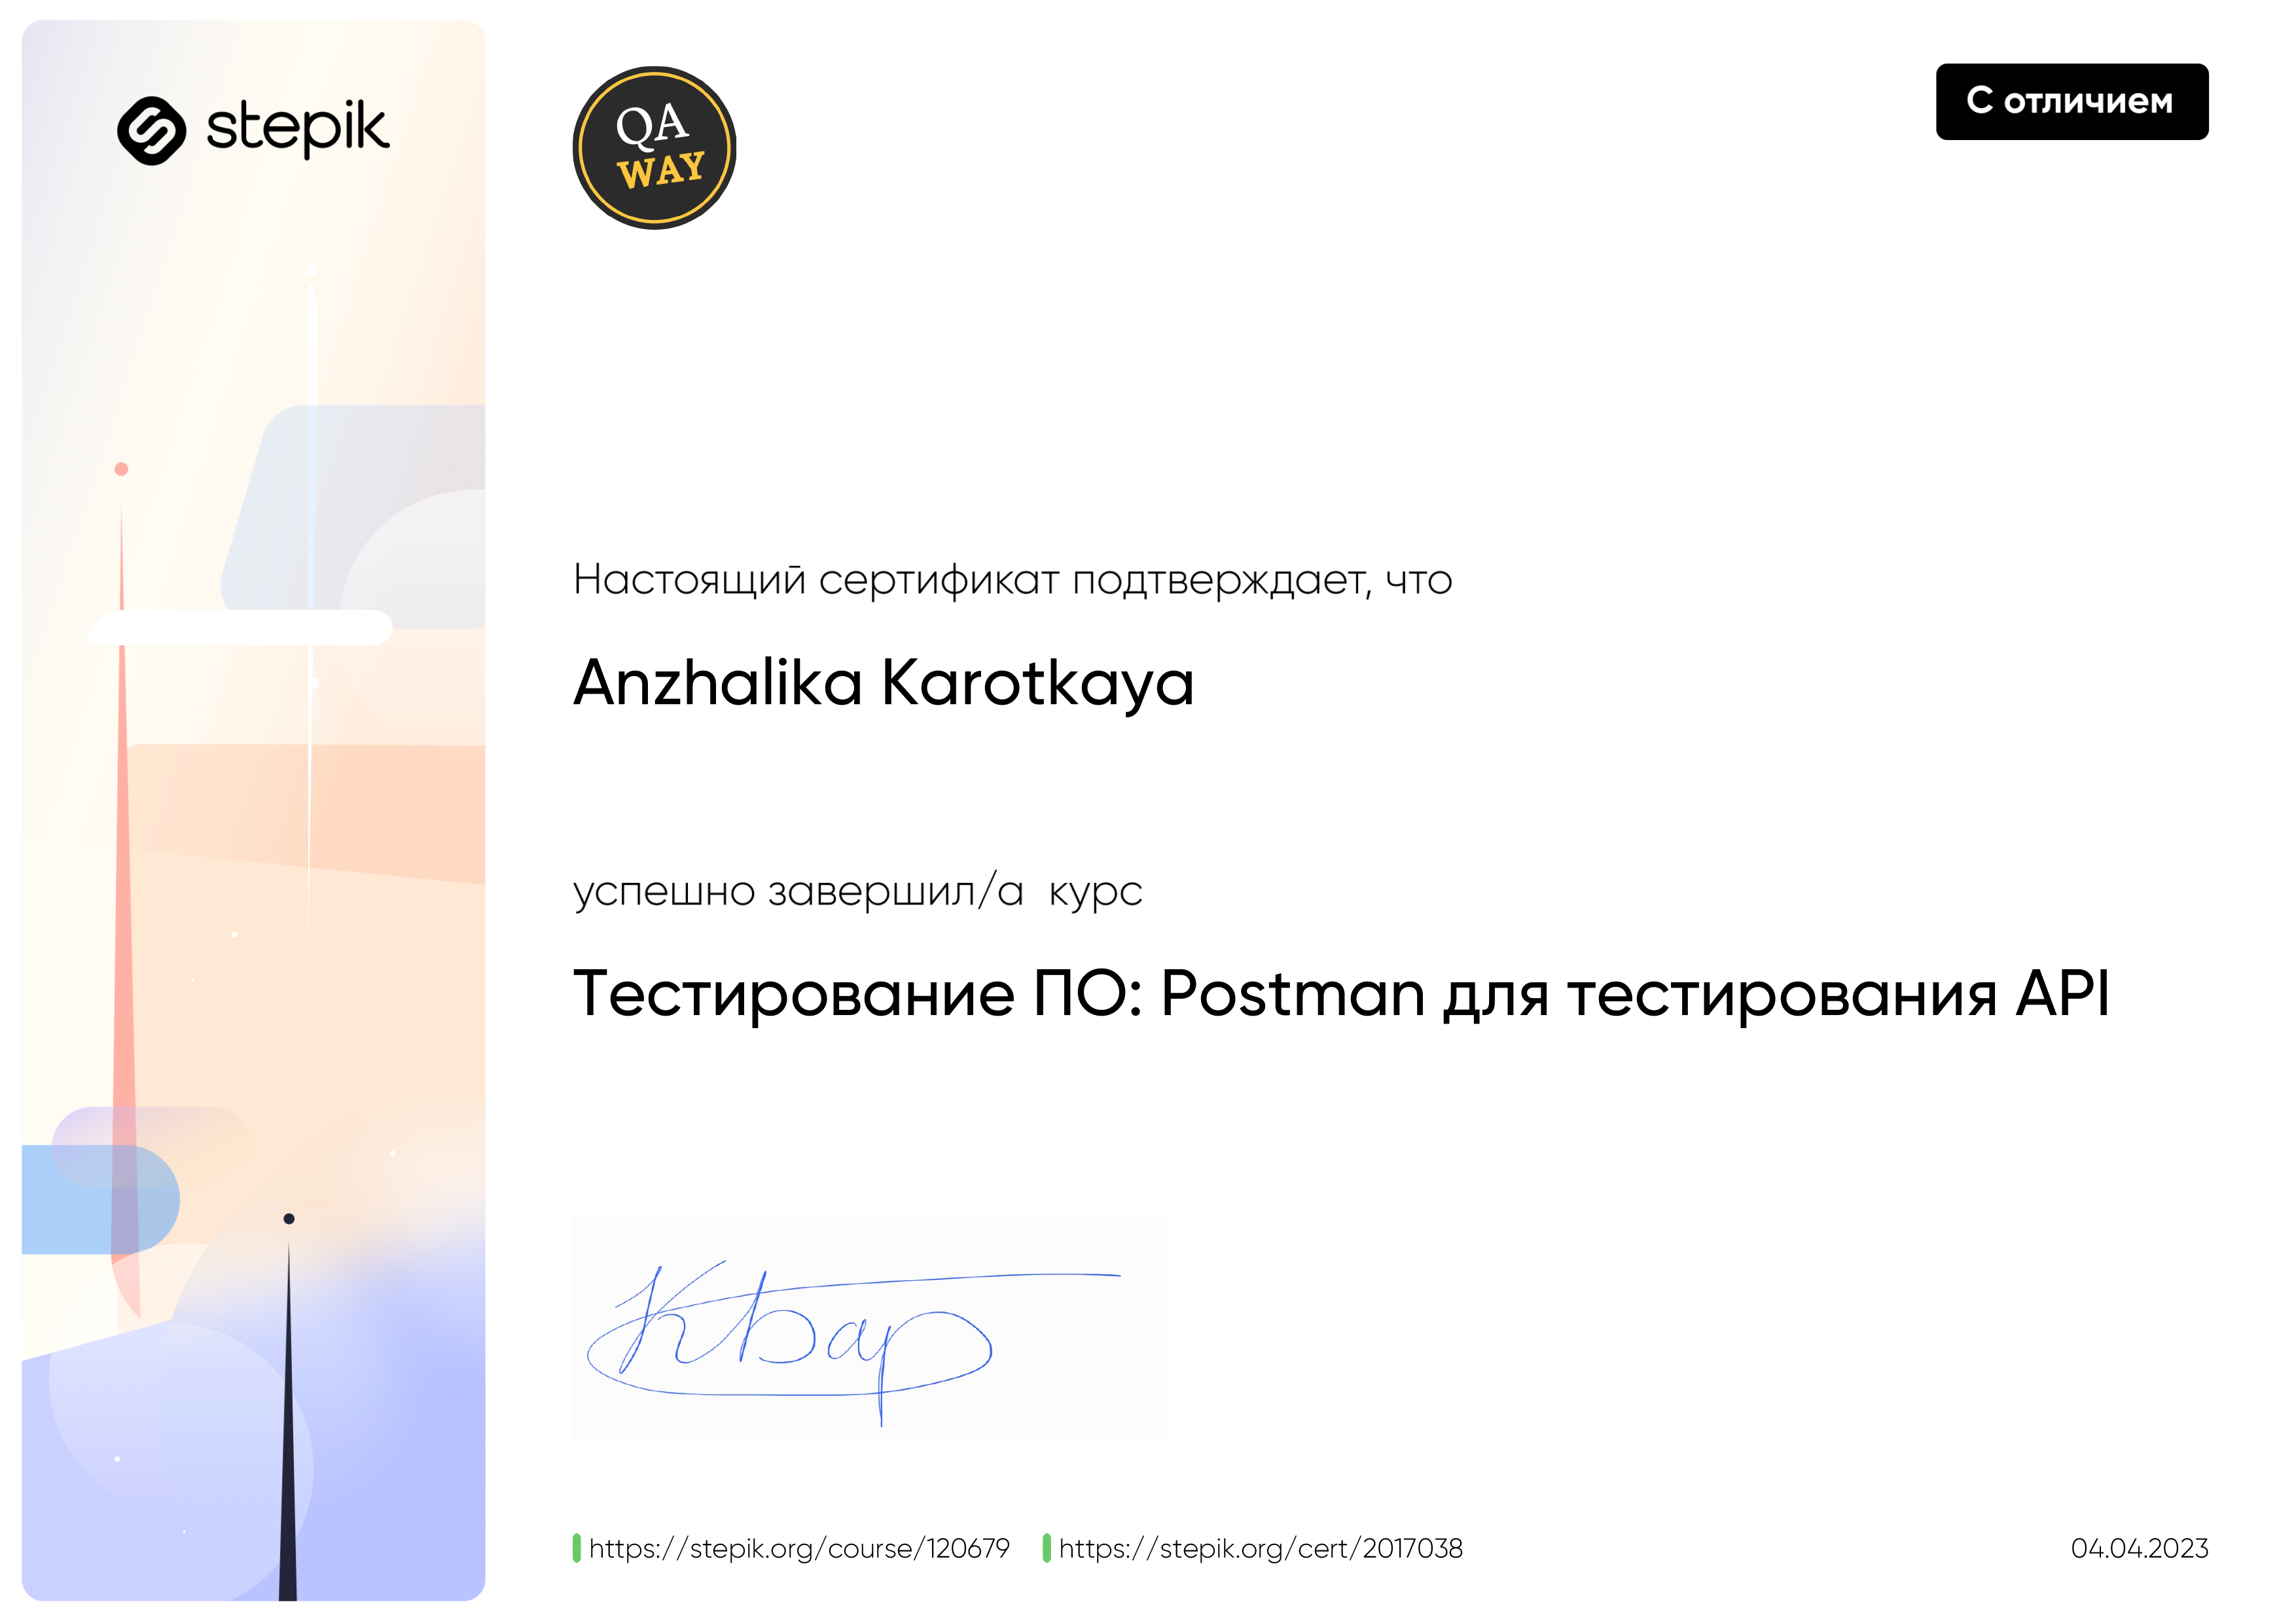 stepik
QA
WAY
С отличием
Настоящий сертификат подтверждает, что
Anzhalika Karotkaya
успешно завершил/а курс
Тестирование ПО: Postman для тестирования API
https://stepik.org/course/120679
https://stepik.org/cert/2017038
04.04.2023